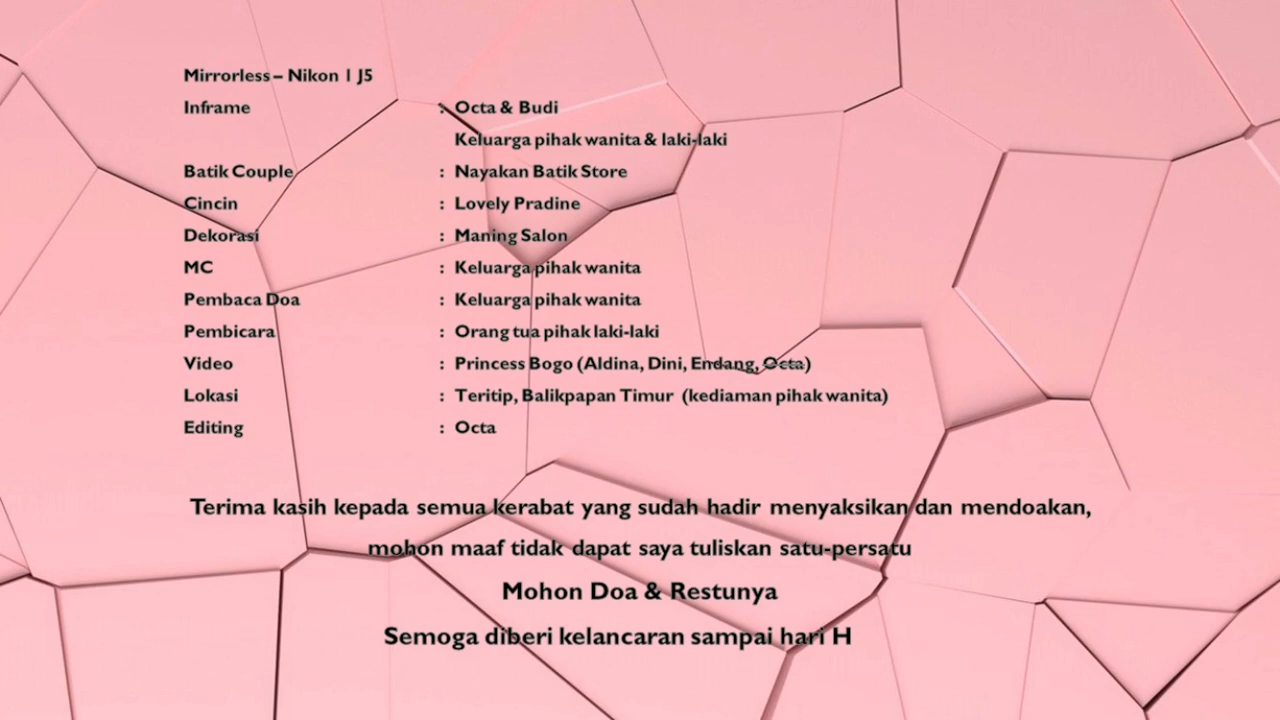 Mirrorless – Nikon 1 J5
Inframe : Octa & Budi
Keluarga pihak wanita & laki-laki
Batik Couple : Nayakan Batik Store
Cincin : Lovely Pradine
Dekorasi : Maning Salon
MC : Keluarga pihak wanita
Pembaca Doa : Keluarga pihak wanita
Pembicara : Orang tua pihak laki-laki
Video : Princess Bogo (Aldina, Dini, Endang, Octa)
Lokasi : Teritip, Balikpapan Timur (kediaman pihak wanita)
Editing : Octa
Terima kasih kepada semua kerabat yang sudah hadir menyaksikan dan mendoakan,
mohon maaf tidak dapat saya tuliskan satu-persatu
Mohon Doa & Restunya
Semoga diberi kelancaran sampai hari H